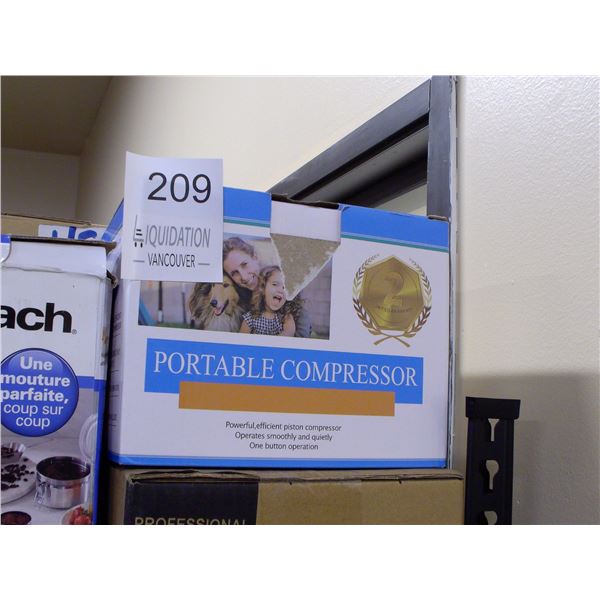 209
LIQUIDATION
VANCOUVER
ach®
Une
mouture
parfaite,
coup sur
coup
2
PORTABLE COMPRESSOR
Powerful,efficient piston compressor
Operates smoothly and quietly
One button operation
PROFESSIONAL